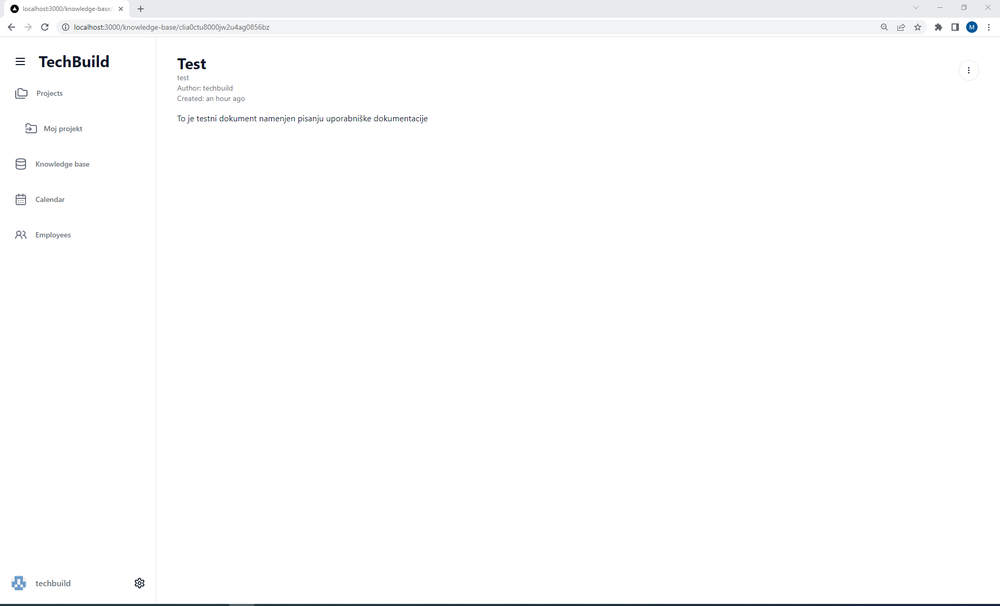 localhost:3000/knowledge-base/
localhost:3000/knowledge-base/clia0ctu8000jw2u4ag0856bz
M
TechBuild
Projects
Moj projekt
Knowledge base
Calendar
Employees
techbuild
Test
test
Author: techbuild
Created: an hour ago
To je testni dokument namenjen pisanju uporabniške dokumentacije